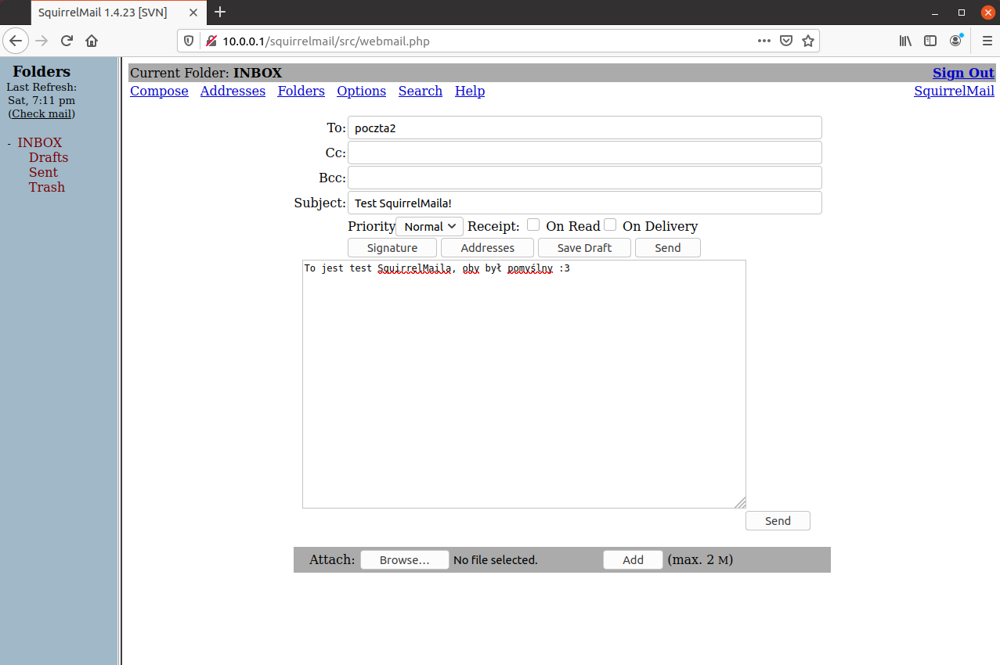 SquirrelMail 1.4.23 [SVN]
10.0.0.1/squirrelmail/src/webmail.php
Folders
Last Refresh:
Sat, 7:11 pm
(Check mail)
- INBOX
Drafts
Sent
Trash
Current Folder: INBOX Sign Out
Compose Addresses Folders Options Search Help SquirrelMail
To: poczta2
Cc:
Bcc:
Subject: Test SquirrelMaila!
Priority Normal Receipt: On Read On Delivery
Signature Addresses Save Draft Send
To jest test SquirrelMaila, oby był pomyślny :3
Send
Attach: Browse... No file selected. Add (max. 2 M)